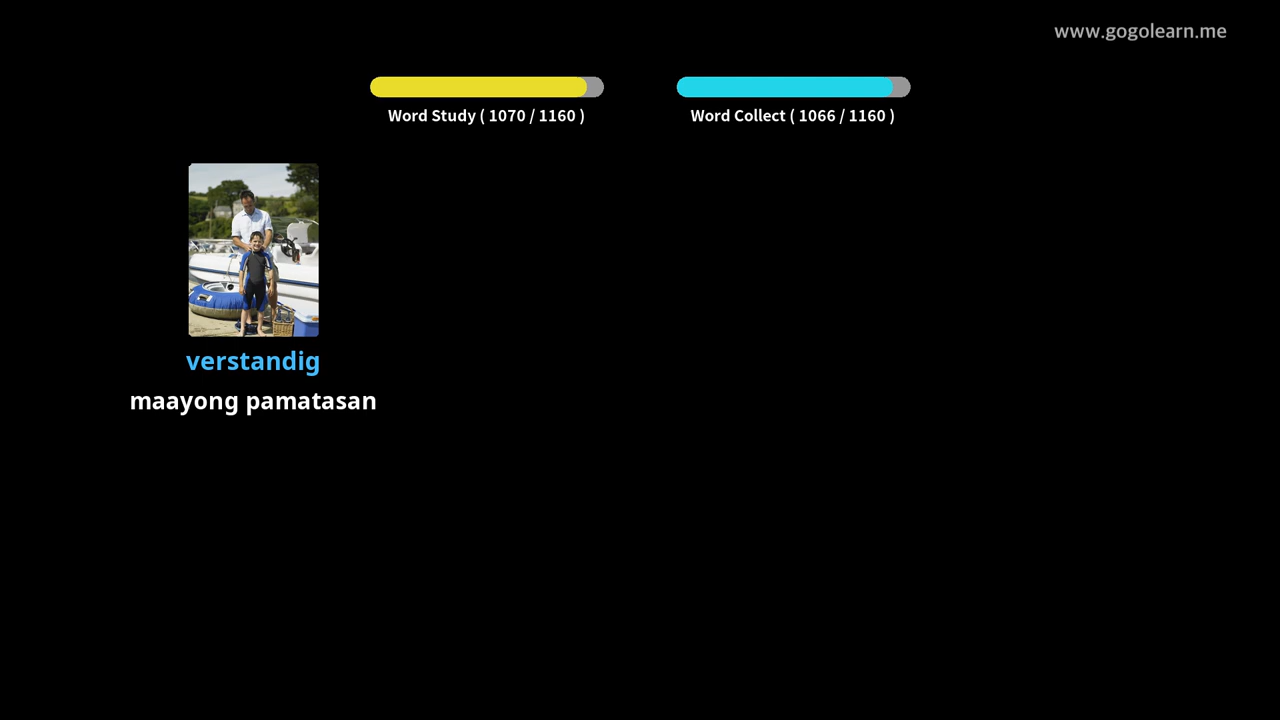 www.gogolearn.me
Word Study ( 1070 / 1160 )
Word Collect ( 1066 / 1160 )
verstandig
maayong pamatasan